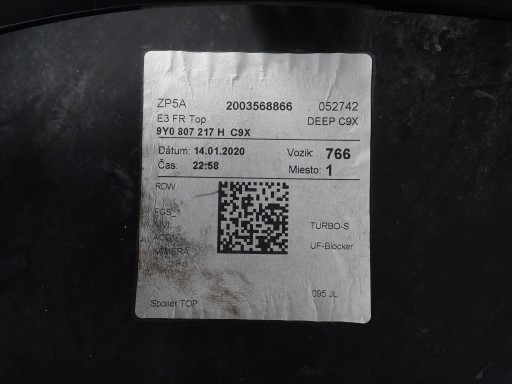 ZP5A 2003568866 052742
E3 FR Top DEEP C9X
9Y0 807 217 H C9X
Dátum: 14.01.2020 Vozik: 766
Čas: 22:58 Miesto: 1
RDW
TURBO-S
UF-Blocker
095 JL
Spoiler TOP